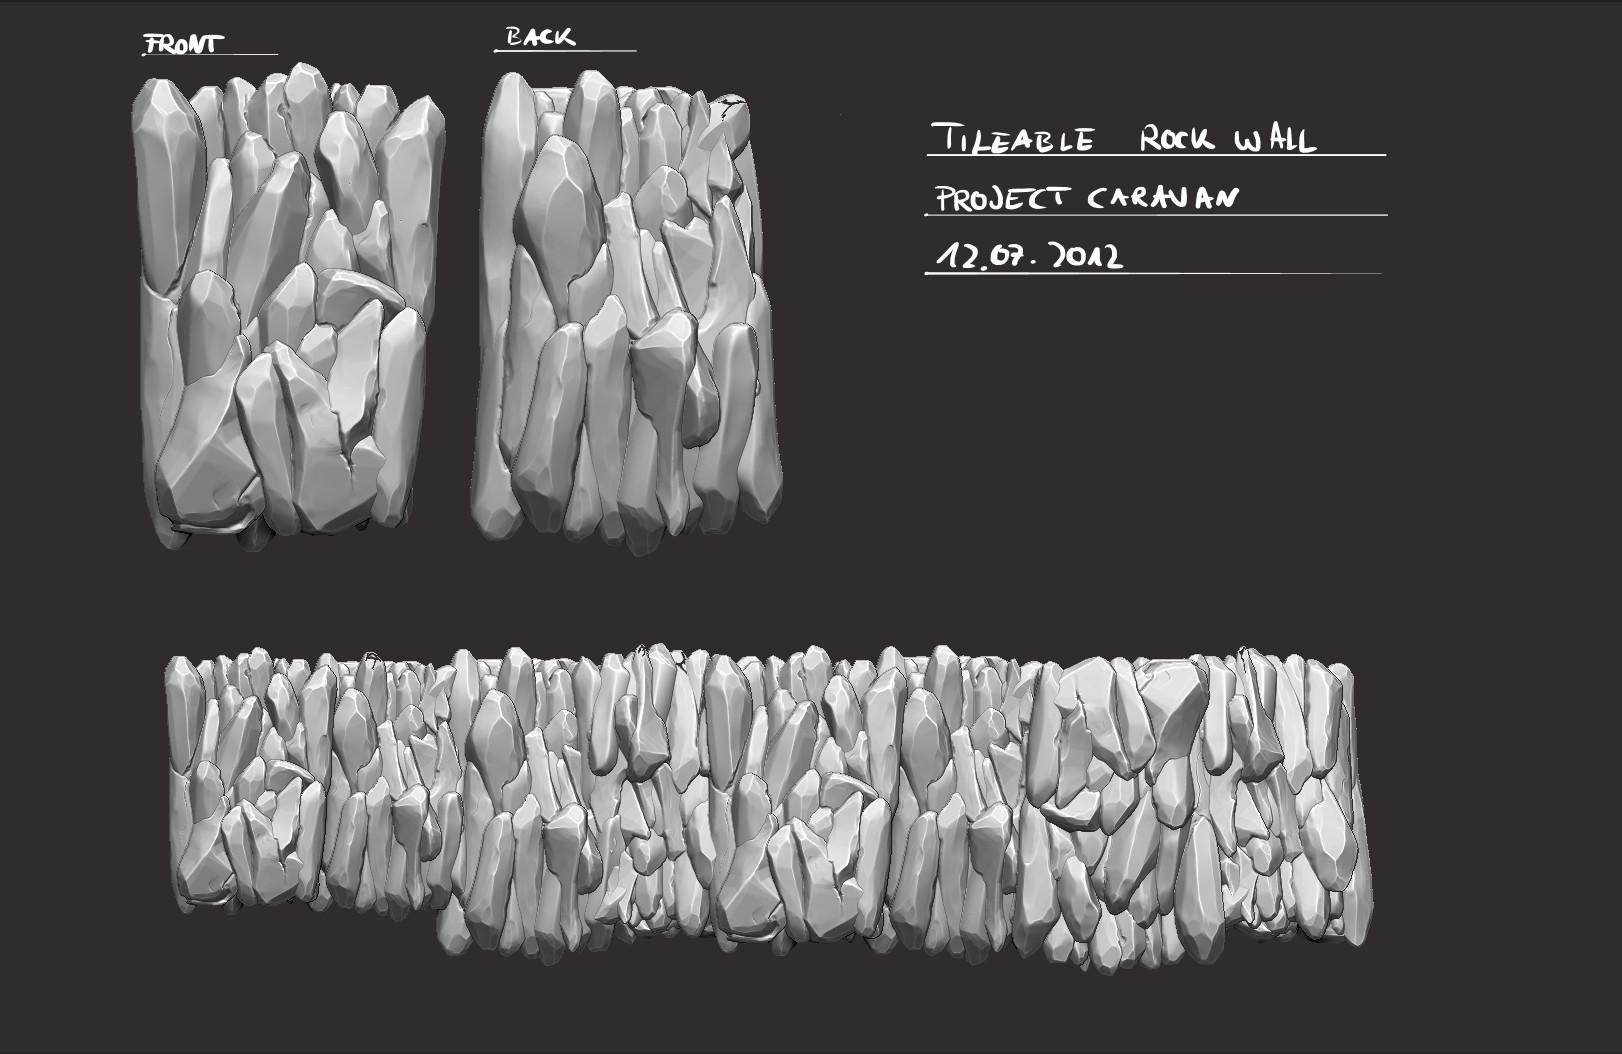 FRONT
BACK
TILEABLE ROCK WALL
PROJECT CARAVAN
12.07.2012